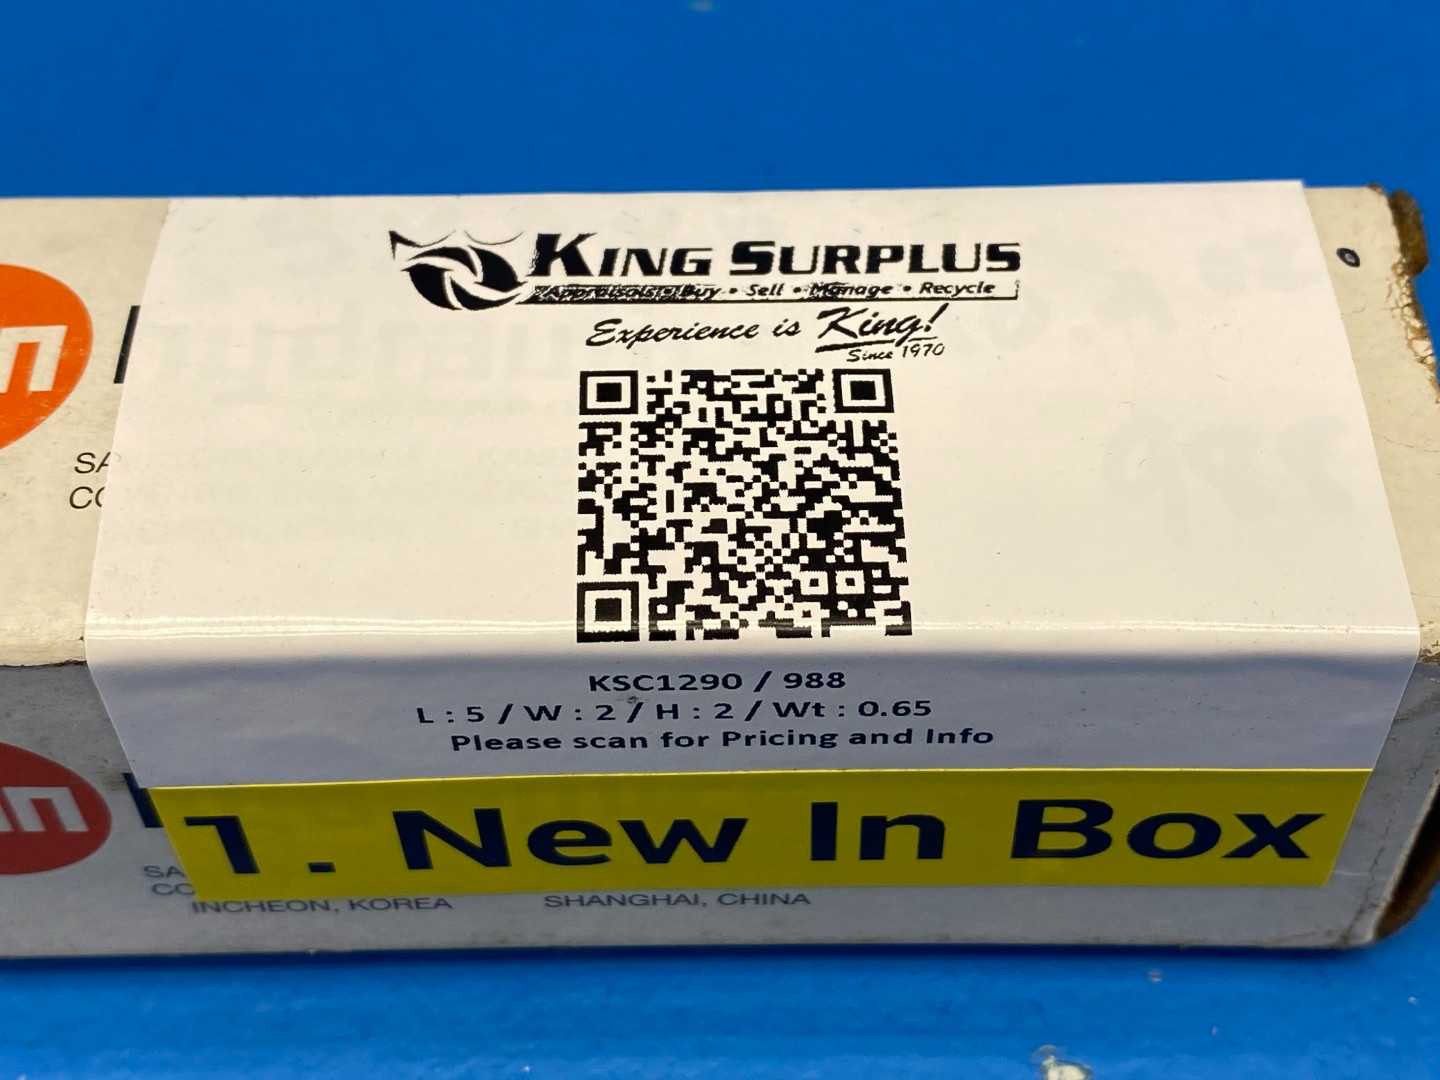 KING SURPLUS
Appraisals • Buy • Sell • Manage • Recycle
Experience is King!
Since 1970
KSC1290 / 988
L : 5 / W : 2 / H : 2 / Wt : 0.65
Please scan for Pricing and Info
1. New In Box
INCHEON, KOREA SHANGHAI, CHINA